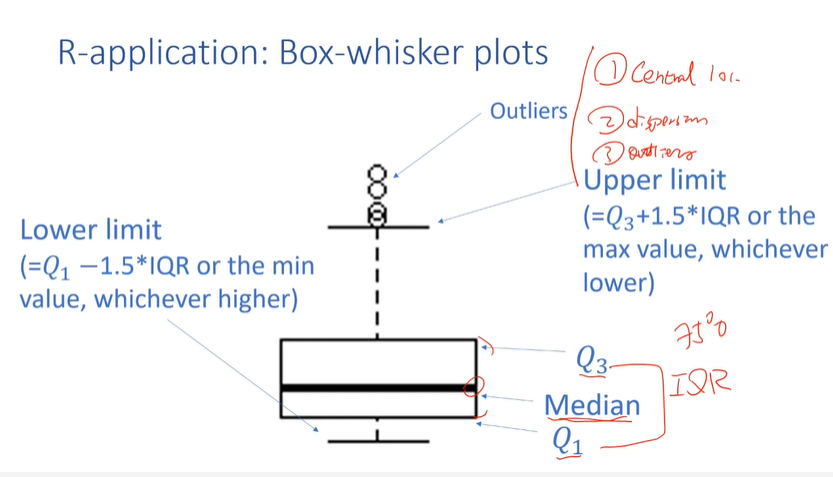 R-application: Box-whisker plots
① Central loc.
Outliers
② dispersion
③ outliers
Upper limit
(=Q₃+1.5*IQR or the
max value, whichever
lower)
Lower limit
(=Q₁ −1.5*IQR or the min
value, whichever higher)
75%
Q₃
IQR
Median
Q₁